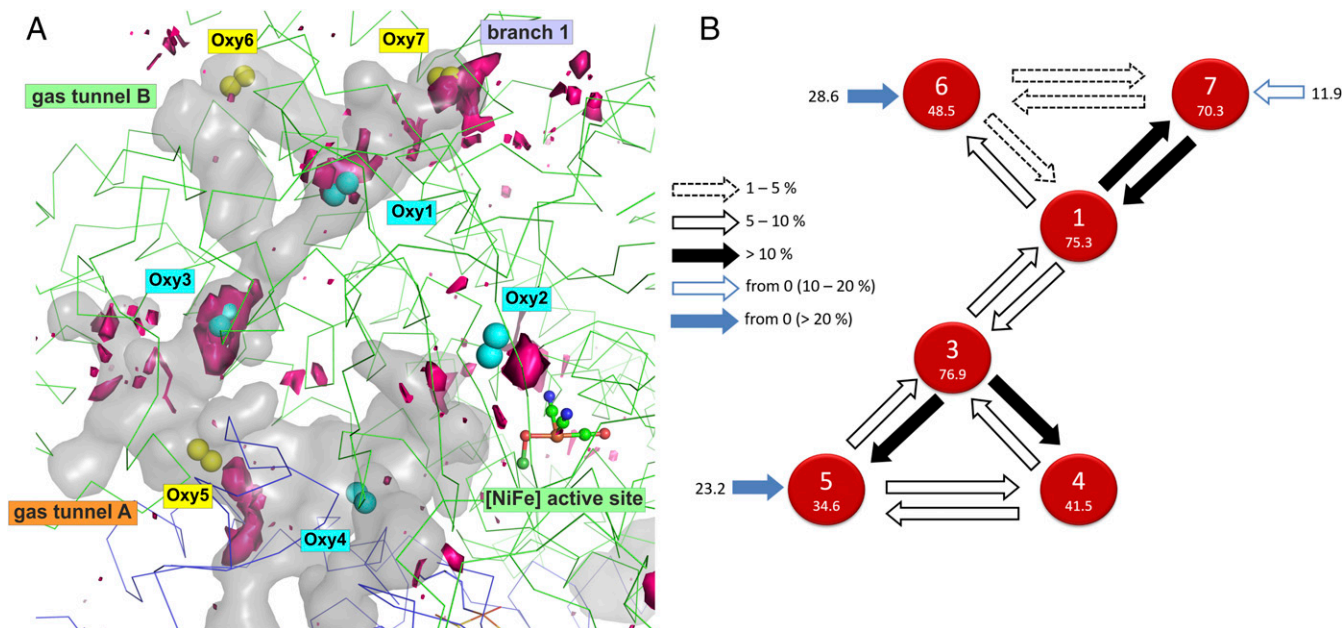 A
Oxy6
Oxy7
branch 1
gas tunnel B
Oxy1
Oxy3
Oxy2
gas tunnel A
Oxy5
Oxy4
[NiFe] active site
B
28.6
6
48.5
7
70.3
11.9
1
75.3
1 – 5 %
5 – 10 %
> 10 %
from 0 (10 – 20 %)
from 0 (> 20 %)
3
76.9
23.2
5
34.6
4
41.5